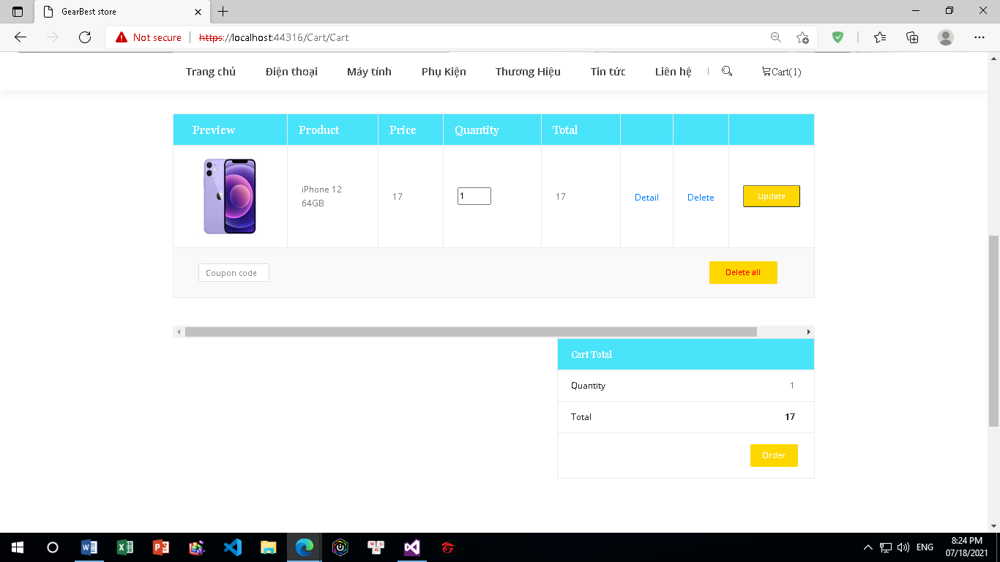 GearBest store
Not secure https://localhost:44316/Cart/Cart
Trang chủ Điện thoại Máy tính Phụ Kiện Thương Hiệu Tin tức Liên hệ Cart(1)
Preview Product Price Quantity Total
iPhone 12
64GB
17 1 17 Detail Delete Update
Coupon code Delete all
Cart Total
Quantity 1
Total 17
Order
ENG
8:24 PM
07/18/2021